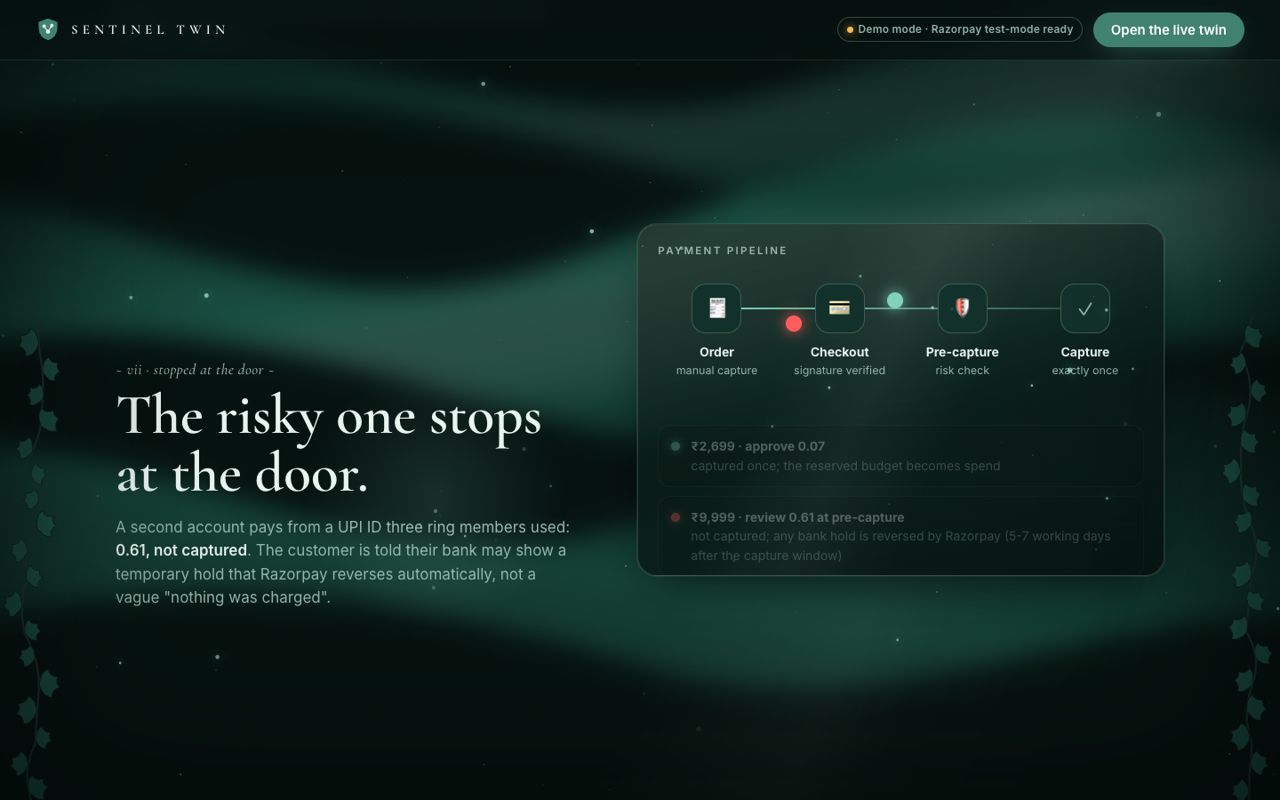 SENTINEL TWIN
Demo mode · Razorpay test-mode ready
Open the live twin
~ vii · stopped at the door ~
The risky one stops
at the door.
A second account pays from a UPI ID three ring members used:
0.61, not captured. The customer is told their bank may show a
temporary hold that Razorpay reverses automatically, not a
vague "nothing was charged".
PAYMENT PIPELINE
Order
manual capture
Checkout
signature verified
Pre-capture
risk check
Capture
exactly once
₹2,699 · approve 0.07
captured once; the reserved budget becomes spend
₹9,999 · review 0.61 at pre-capture
not captured; any bank hold is reversed by Razorpay (5-7 working days
after the capture window)